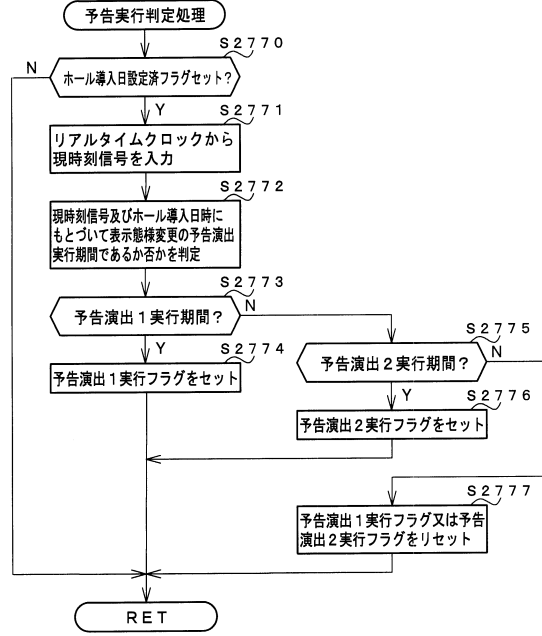 予告実行判定処理
S2770
N
ホール導入日設定済フラグセット?
Y
S2771
リアルタイムクロックから
現時刻信号を入力
S2772
現時刻信号及びホール導入日時に
もとづいて表示態様変更の予告演出
実行期間であるか否かを判定
S2773
予告演出1実行期間?
N
Y
S2774
予告演出1実行フラグをセット
S2775
予告演出2実行期間?
N
Y
S2776
予告演出2実行フラグをセット
S2777
予告演出1実行フラグ又は予告
演出2実行フラグをリセット
RET